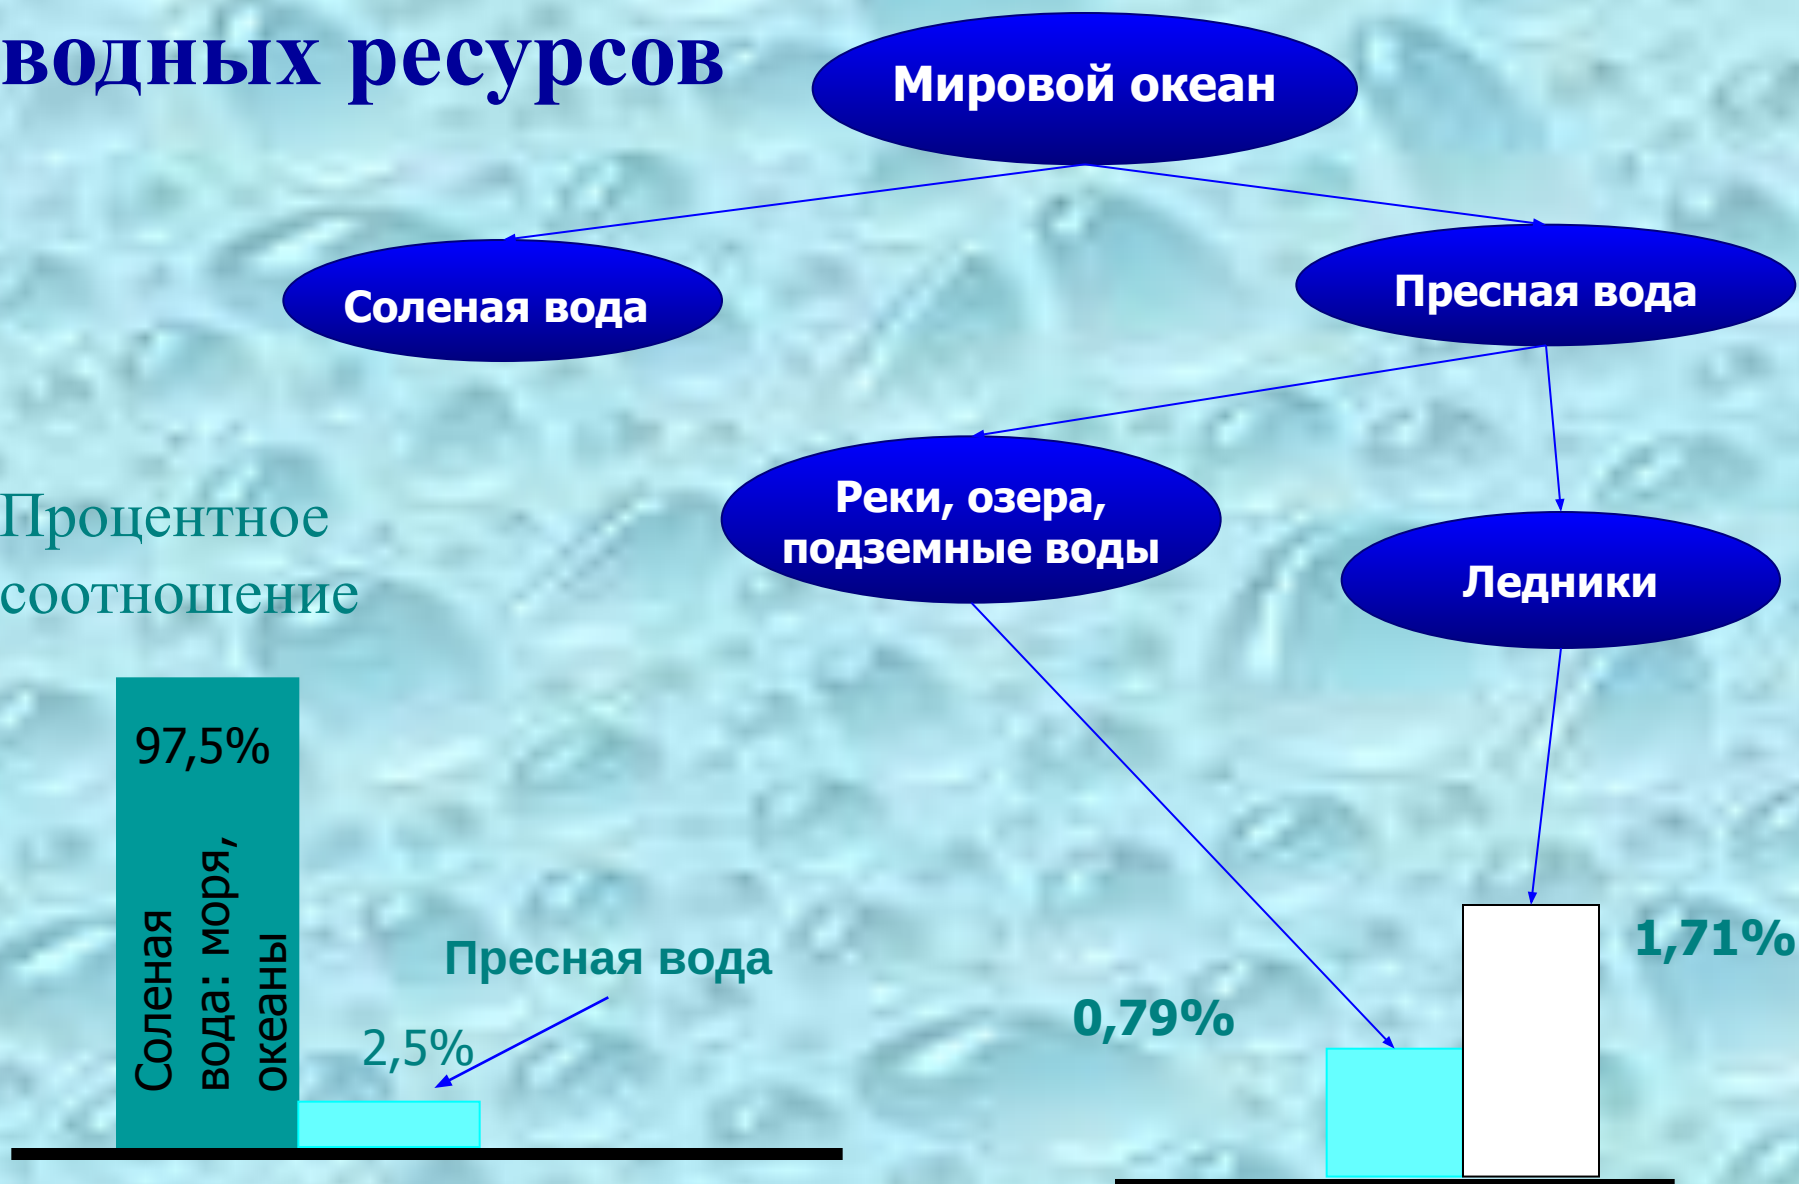 водных ресурсов
Мировой океан
Соленая вода
Пресная вода
Реки, озера,
подземные воды
Ледники
Процентное
соотношение
97,5%
Соленая
вода: моря,
океаны
Пресная вода
2,5%
0,79%
1,71%